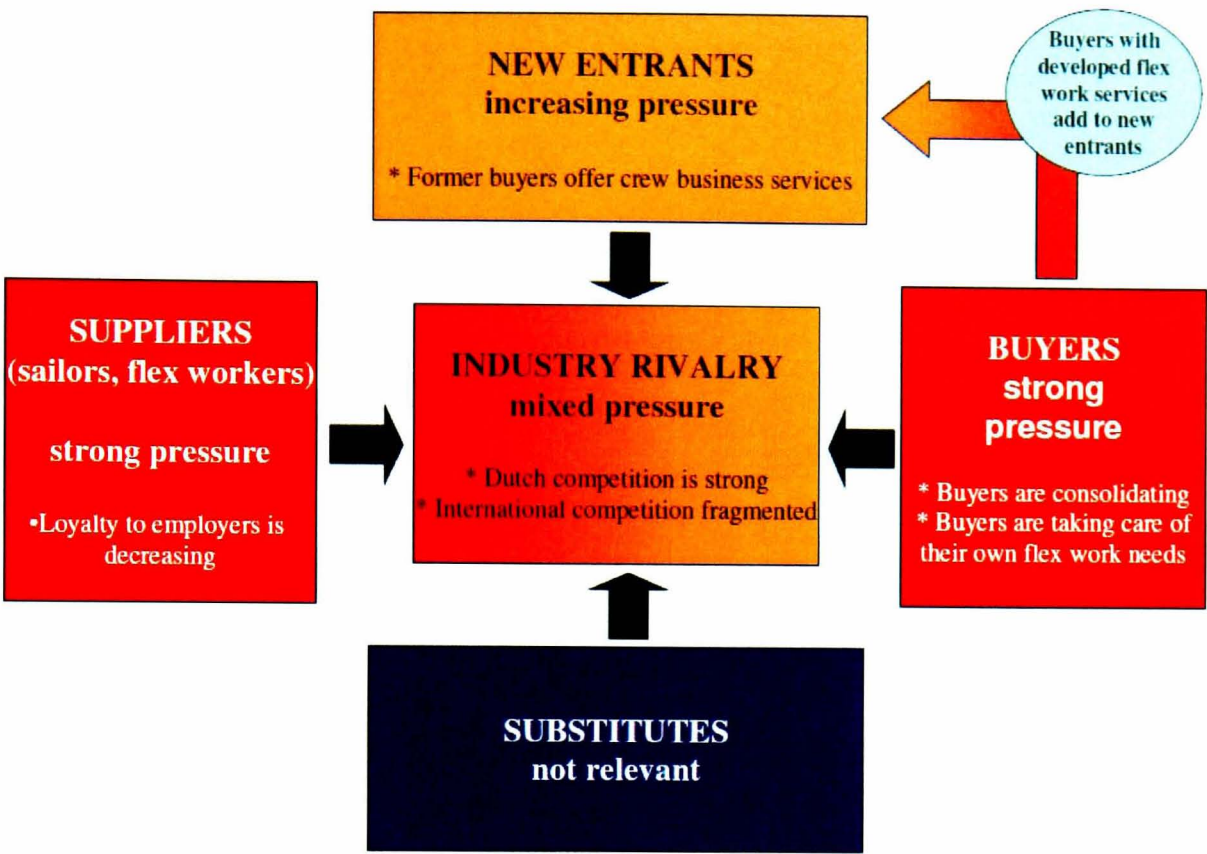 NEW ENTRANTS
increasing pressure
* Former buyers offer crew business services
Buyers with
developed flex
work services
add to new
entrants
SUPPLIERS
(sailors, flex workers)
strong pressure
•Loyalty to employers is
decreasing
INDUSTRY RIVALRY
mixed pressure
* Dutch competition is strong
* International competition fragmented
BUYERS
strong
pressure
* Buyers are consolidating
* Buyers are taking care of
their own flex work needs
SUBSTITUTES
not relevant